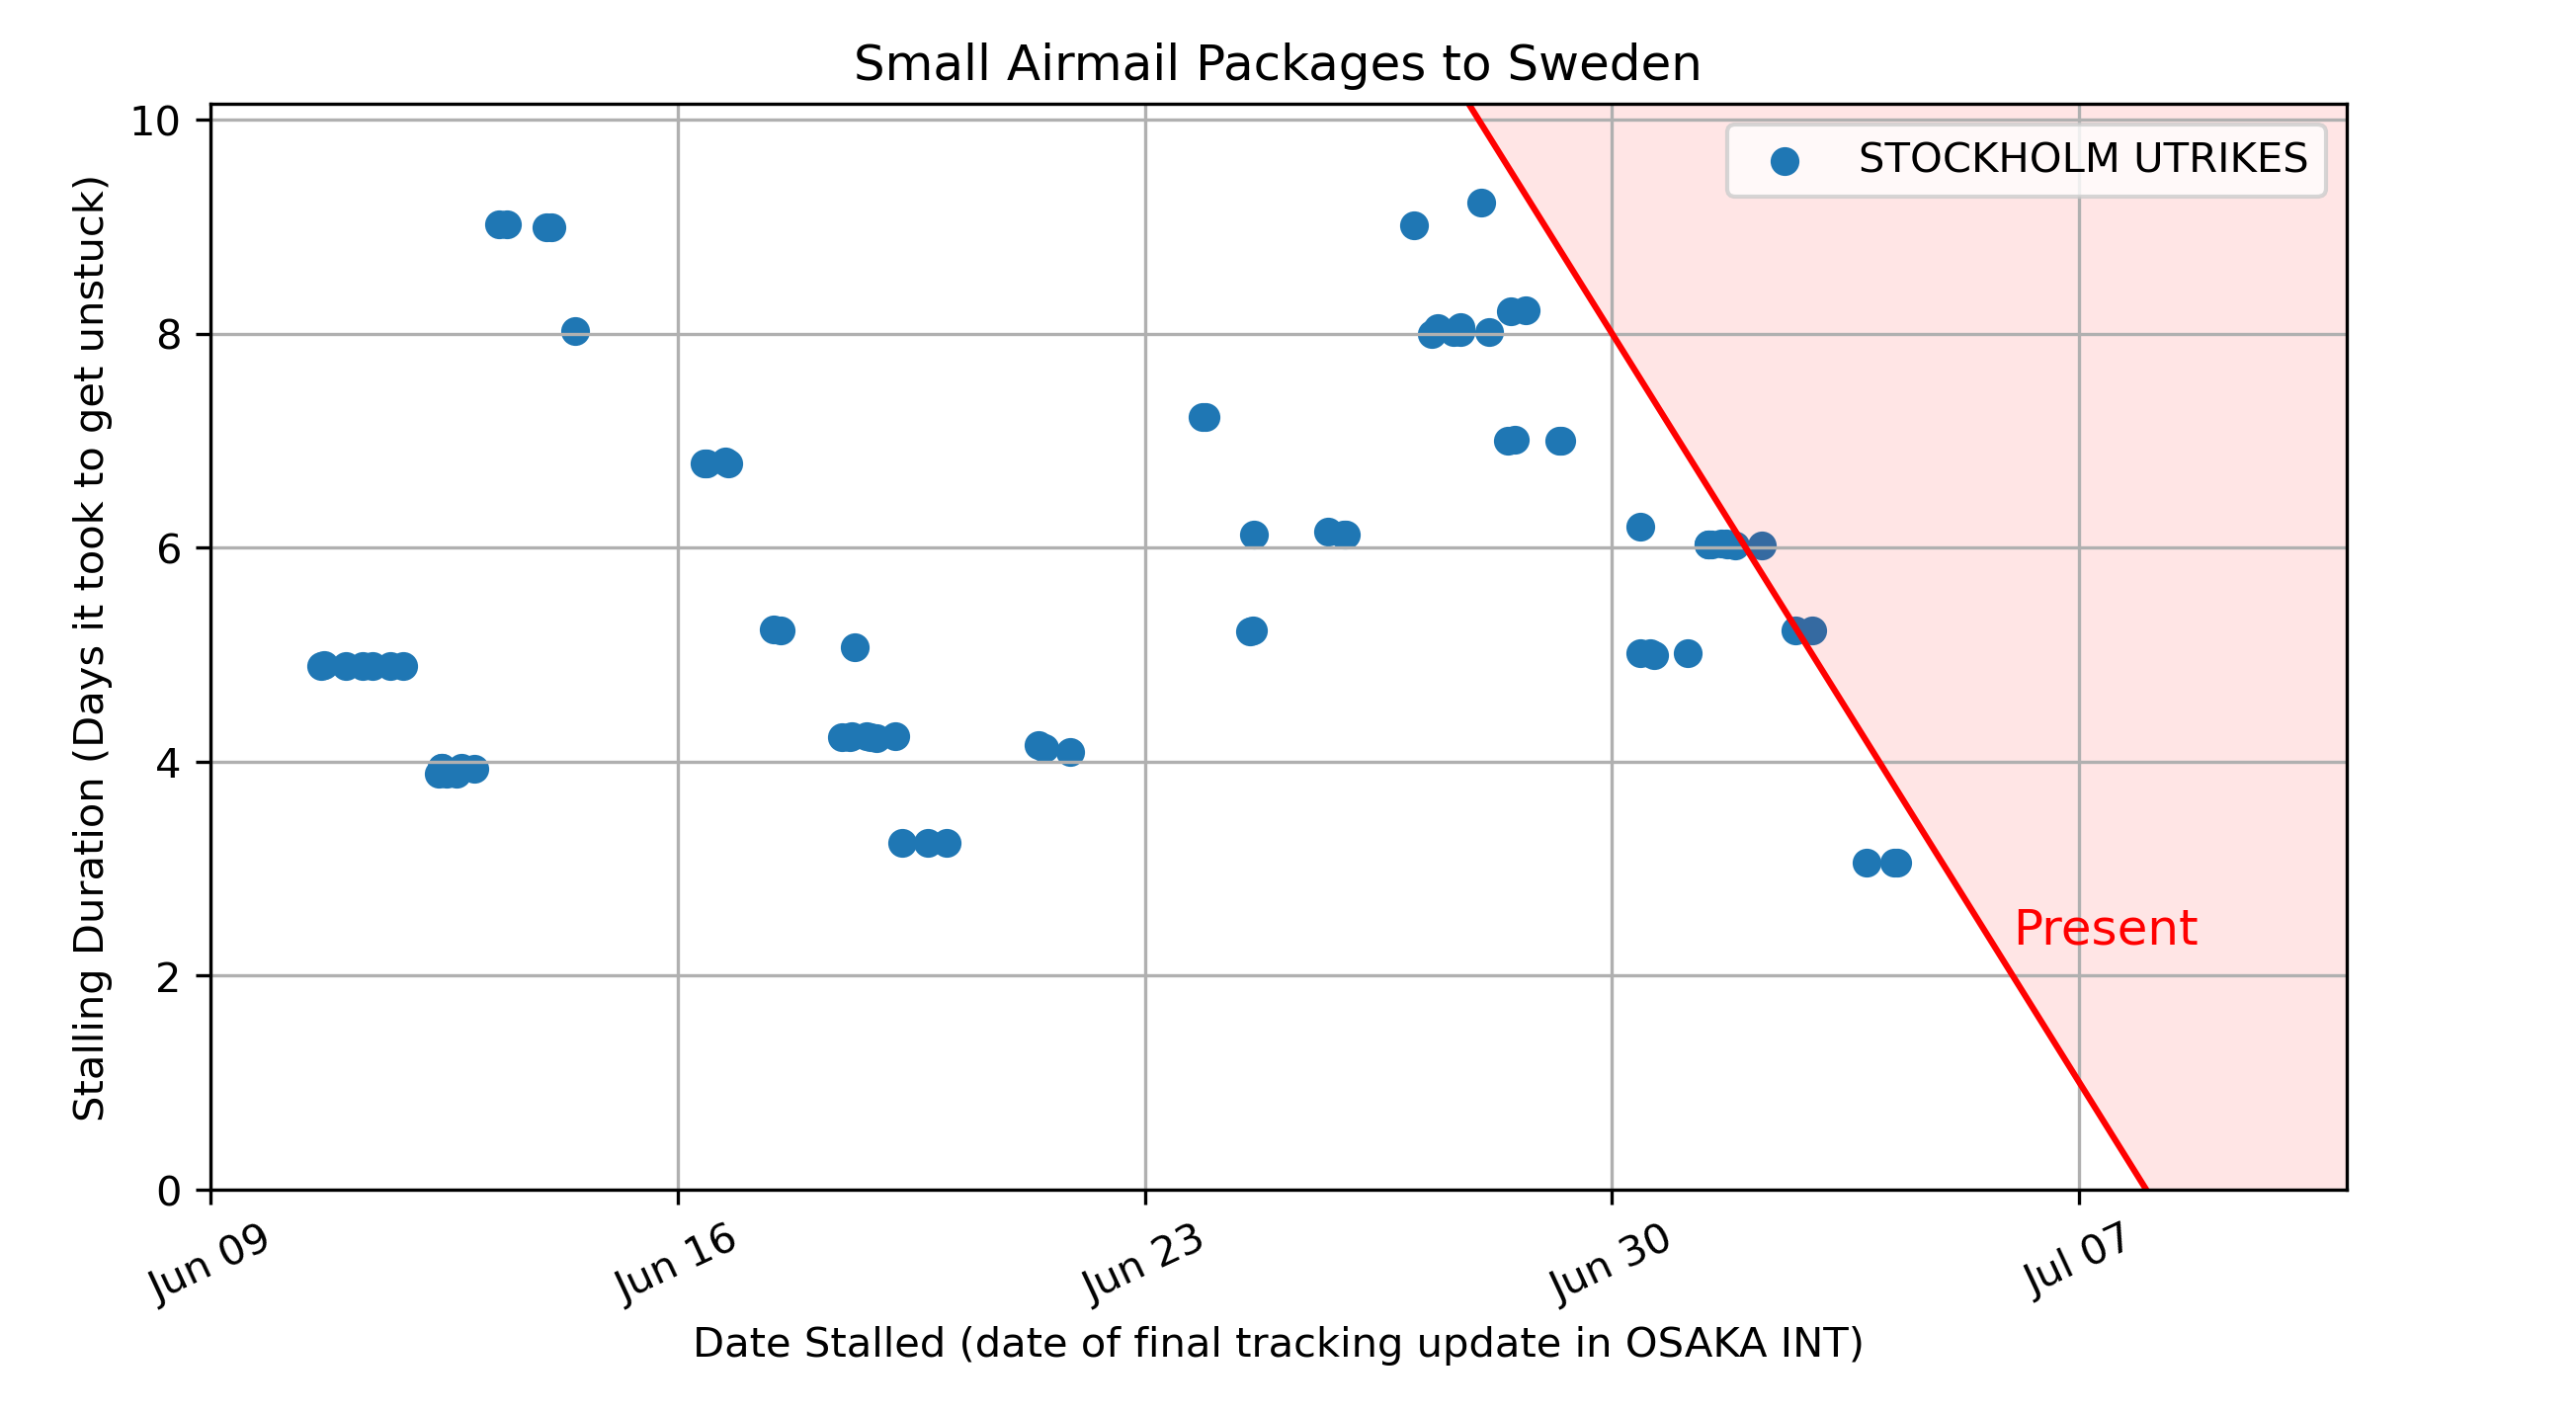 Small Airmail Packages to Sweden
Stalling Duration (Days it took to get unstuck)
10
8
6
4
2
0
STOCKHOLM UTRIKES
Present
Jun 09
Jun 16
Jun 23
Jun 30
Jul 07
Date Stalled (date of final tracking update in OSAKA INT)